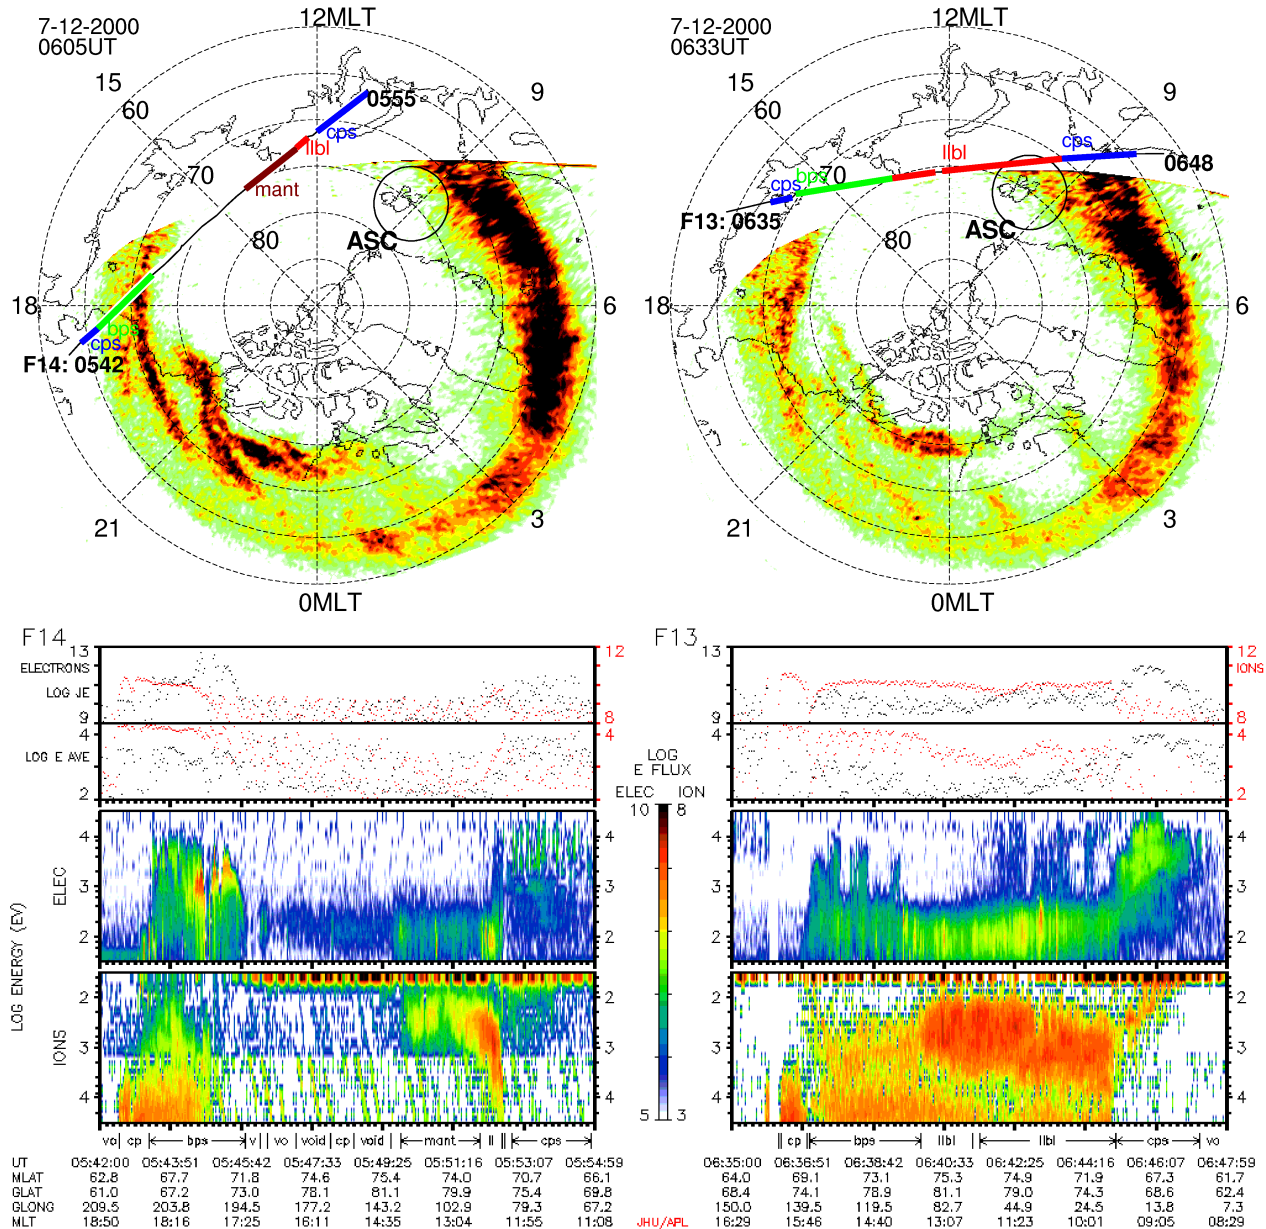 7-12-2000
0605UT
12MLT
15
60
9
0555
cps
llbl
70
mant
80
ASC
18
6
bps
cps
F14: 0542
21
3
0MLT
7-12-2000
0633UT
12MLT
15
60
9
llbl
cps
70
bps
cps
0648
F13: 0635
80
ASC
18
6
21
3
0MLT
F14
13
ELECTRONS
LOG JE
9
12
8
4
LOG E AVE
2
4
2
F13
13
9
12
IONS
8
4
LOG
E FLUX
ELEC ION
10 8
5 3
LOG ENERGY (EV)
ELEC
4
3
2
IONS
2
3
4
4
3
2
2
3
4
vo cp bps v vo void cp void mant ll cps
cp bps llbl llbl cps vo
UT 05:42:00 05:43:51 05:45:42 05:47:33 05:49:25 05:51:16 05:53:07 05:54:59
MLAT 62.8 67.7 71.8 74.6 75.4 74.0 70.7 66.1
GLAT 61.0 67.2 73.0 78.1 81.1 79.9 75.4 69.8
GLONG 209.5 203.8 194.5 177.2 143.2 102.9 79.3 67.2
MLT 18:50 18:16 17:25 16:11 14:35 13:04 11:55 11:08
06:35:00 06:36:51 06:38:42 06:40:33 06:42:25 06:44:16 06:46:07 06:47:59
64.0 69.1 73.1 75.3 74.9 71.9 67.3 61.7
68.4 74.1 78.9 81.1 79.0 74.3 68.6 62.4
150.0 139.5 119.5 82.7 44.9 24.5 13.8 7.3
16:29 15:46 14:40 13:07 11:23 10:01 09:05 08:29
JHU/APL